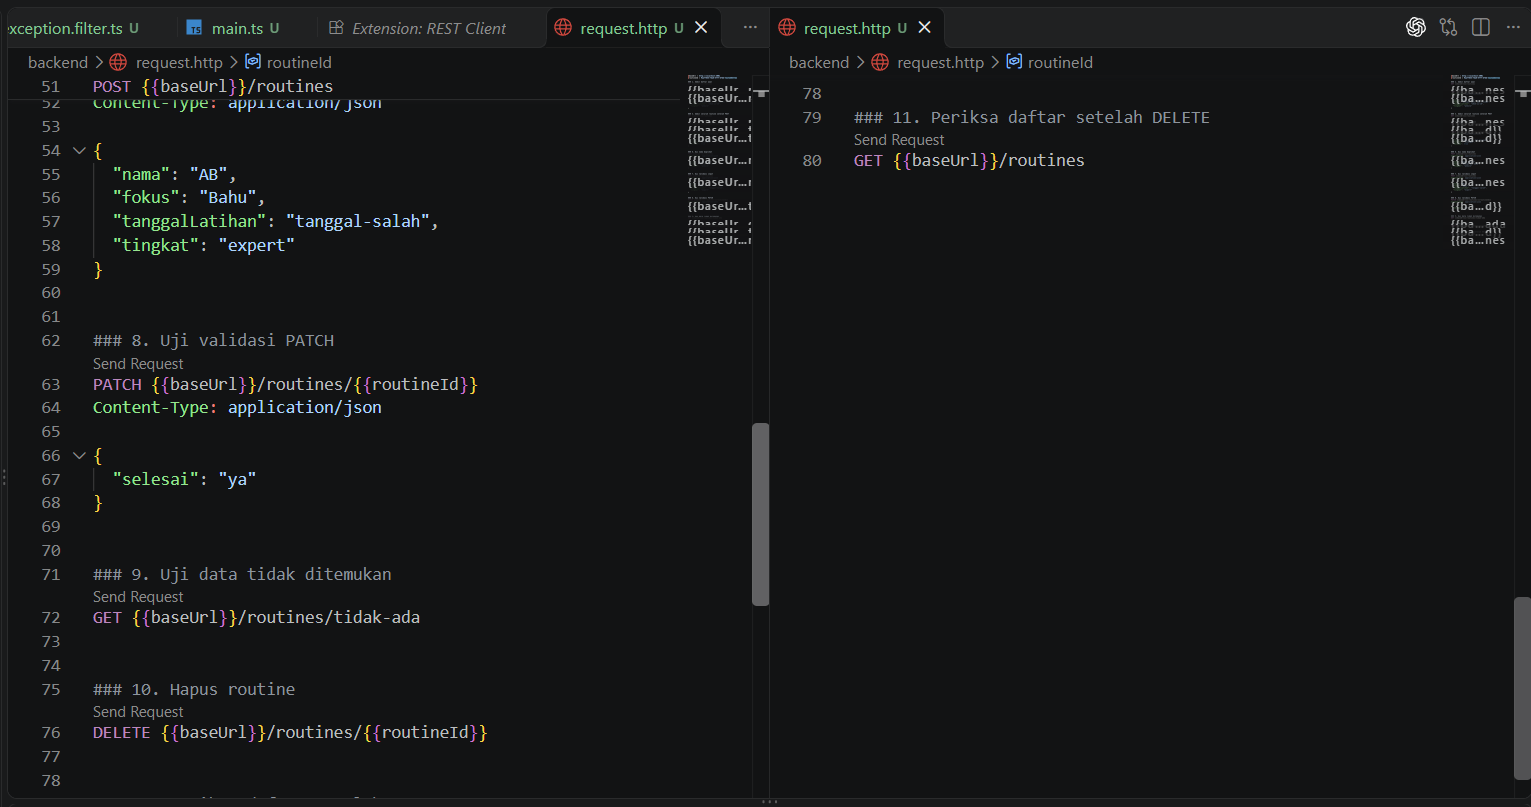 xception.filter.ts U
TS main.ts U
Extension: REST Client
request.http U
request.http U
backend > request.http > routineId
51 POST {{baseUrl}}/routines
52 Content-Type: application/json
53
54 {
55 "nama": "AB",
56 "fokus": "Bahu",
57 "tanggalLatihan": "tanggal-salah",
58 "tingkat": "expert"
59 }
60
61
62 ### 8. Uji validasi PATCH
Send Request
63 PATCH {{baseUrl}}/routines/{{routineId}}
64 Content-Type: application/json
65
66 {
67 "selesai": "ya"
68 }
69
70
71 ### 9. Uji data tidak ditemukan
Send Request
72 GET {{baseUrl}}/routines/tidak-ada
73
74
75 ### 10. Hapus routine
Send Request
76 DELETE {{baseUrl}}/routines/{{routineId}}
77
78
backend > request.http > routineId
78
79 ### 11. Periksa daftar setelah DELETE
Send Request
80 GET {{baseUrl}}/routines